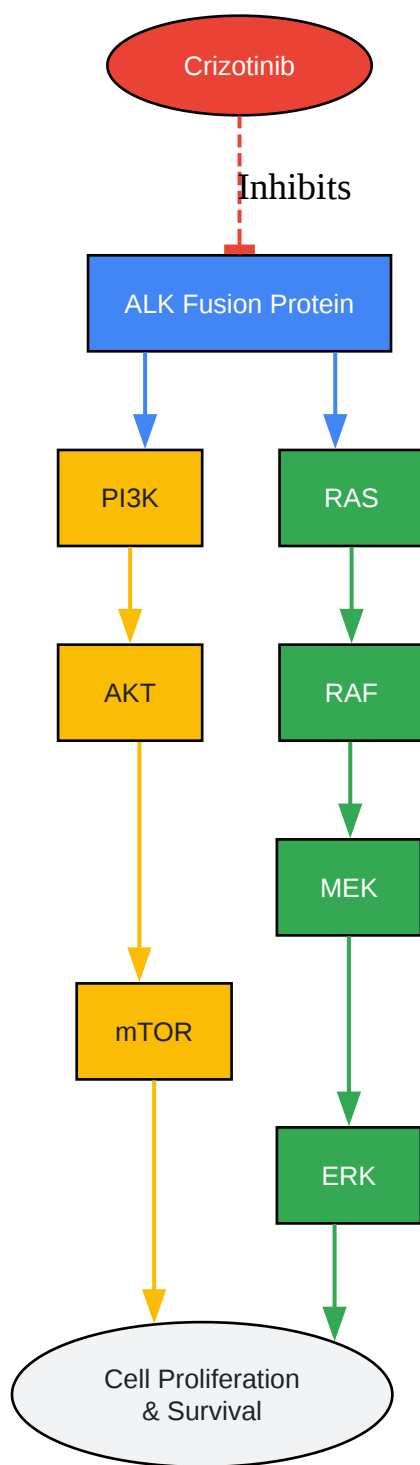 Crizotinib
Inhibits
ALK Fusion Protein
PI3K
RAS
AKT
RAF
MEK
mTOR
ERK
Cell Proliferation
& Survival